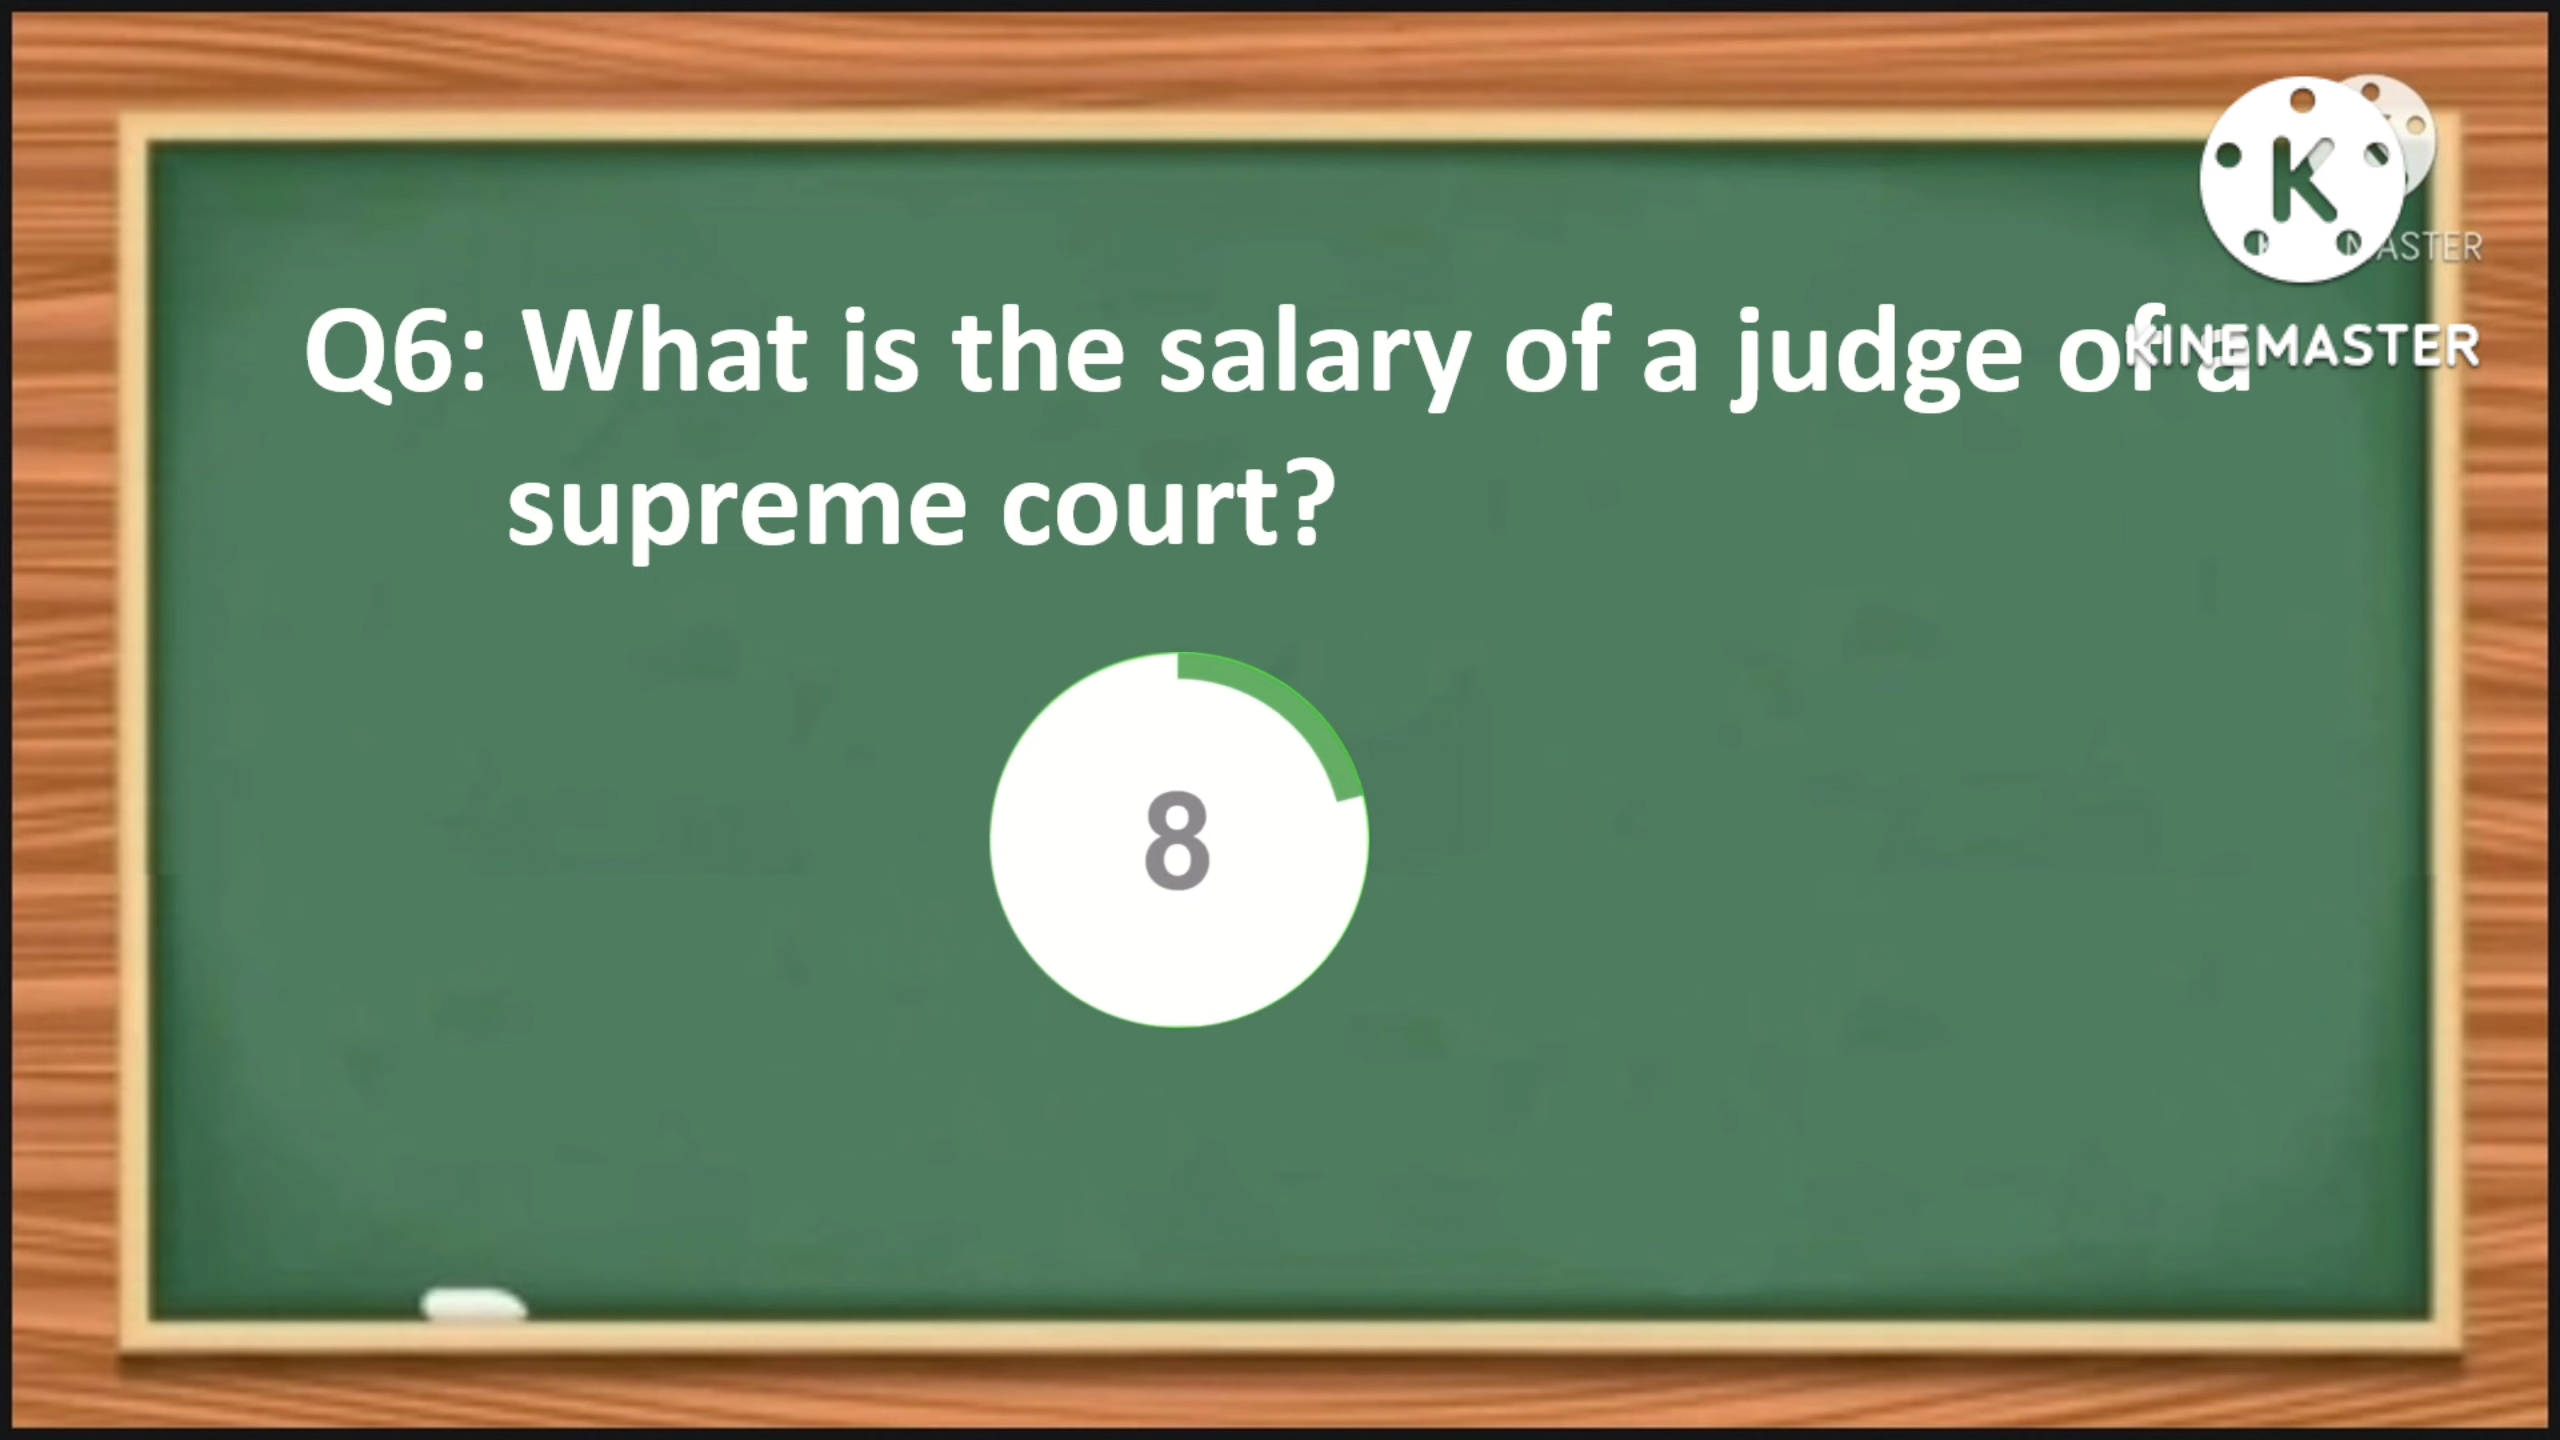 KINEMASTER
Q6: What is the salary of a judge of a
supreme court?
8